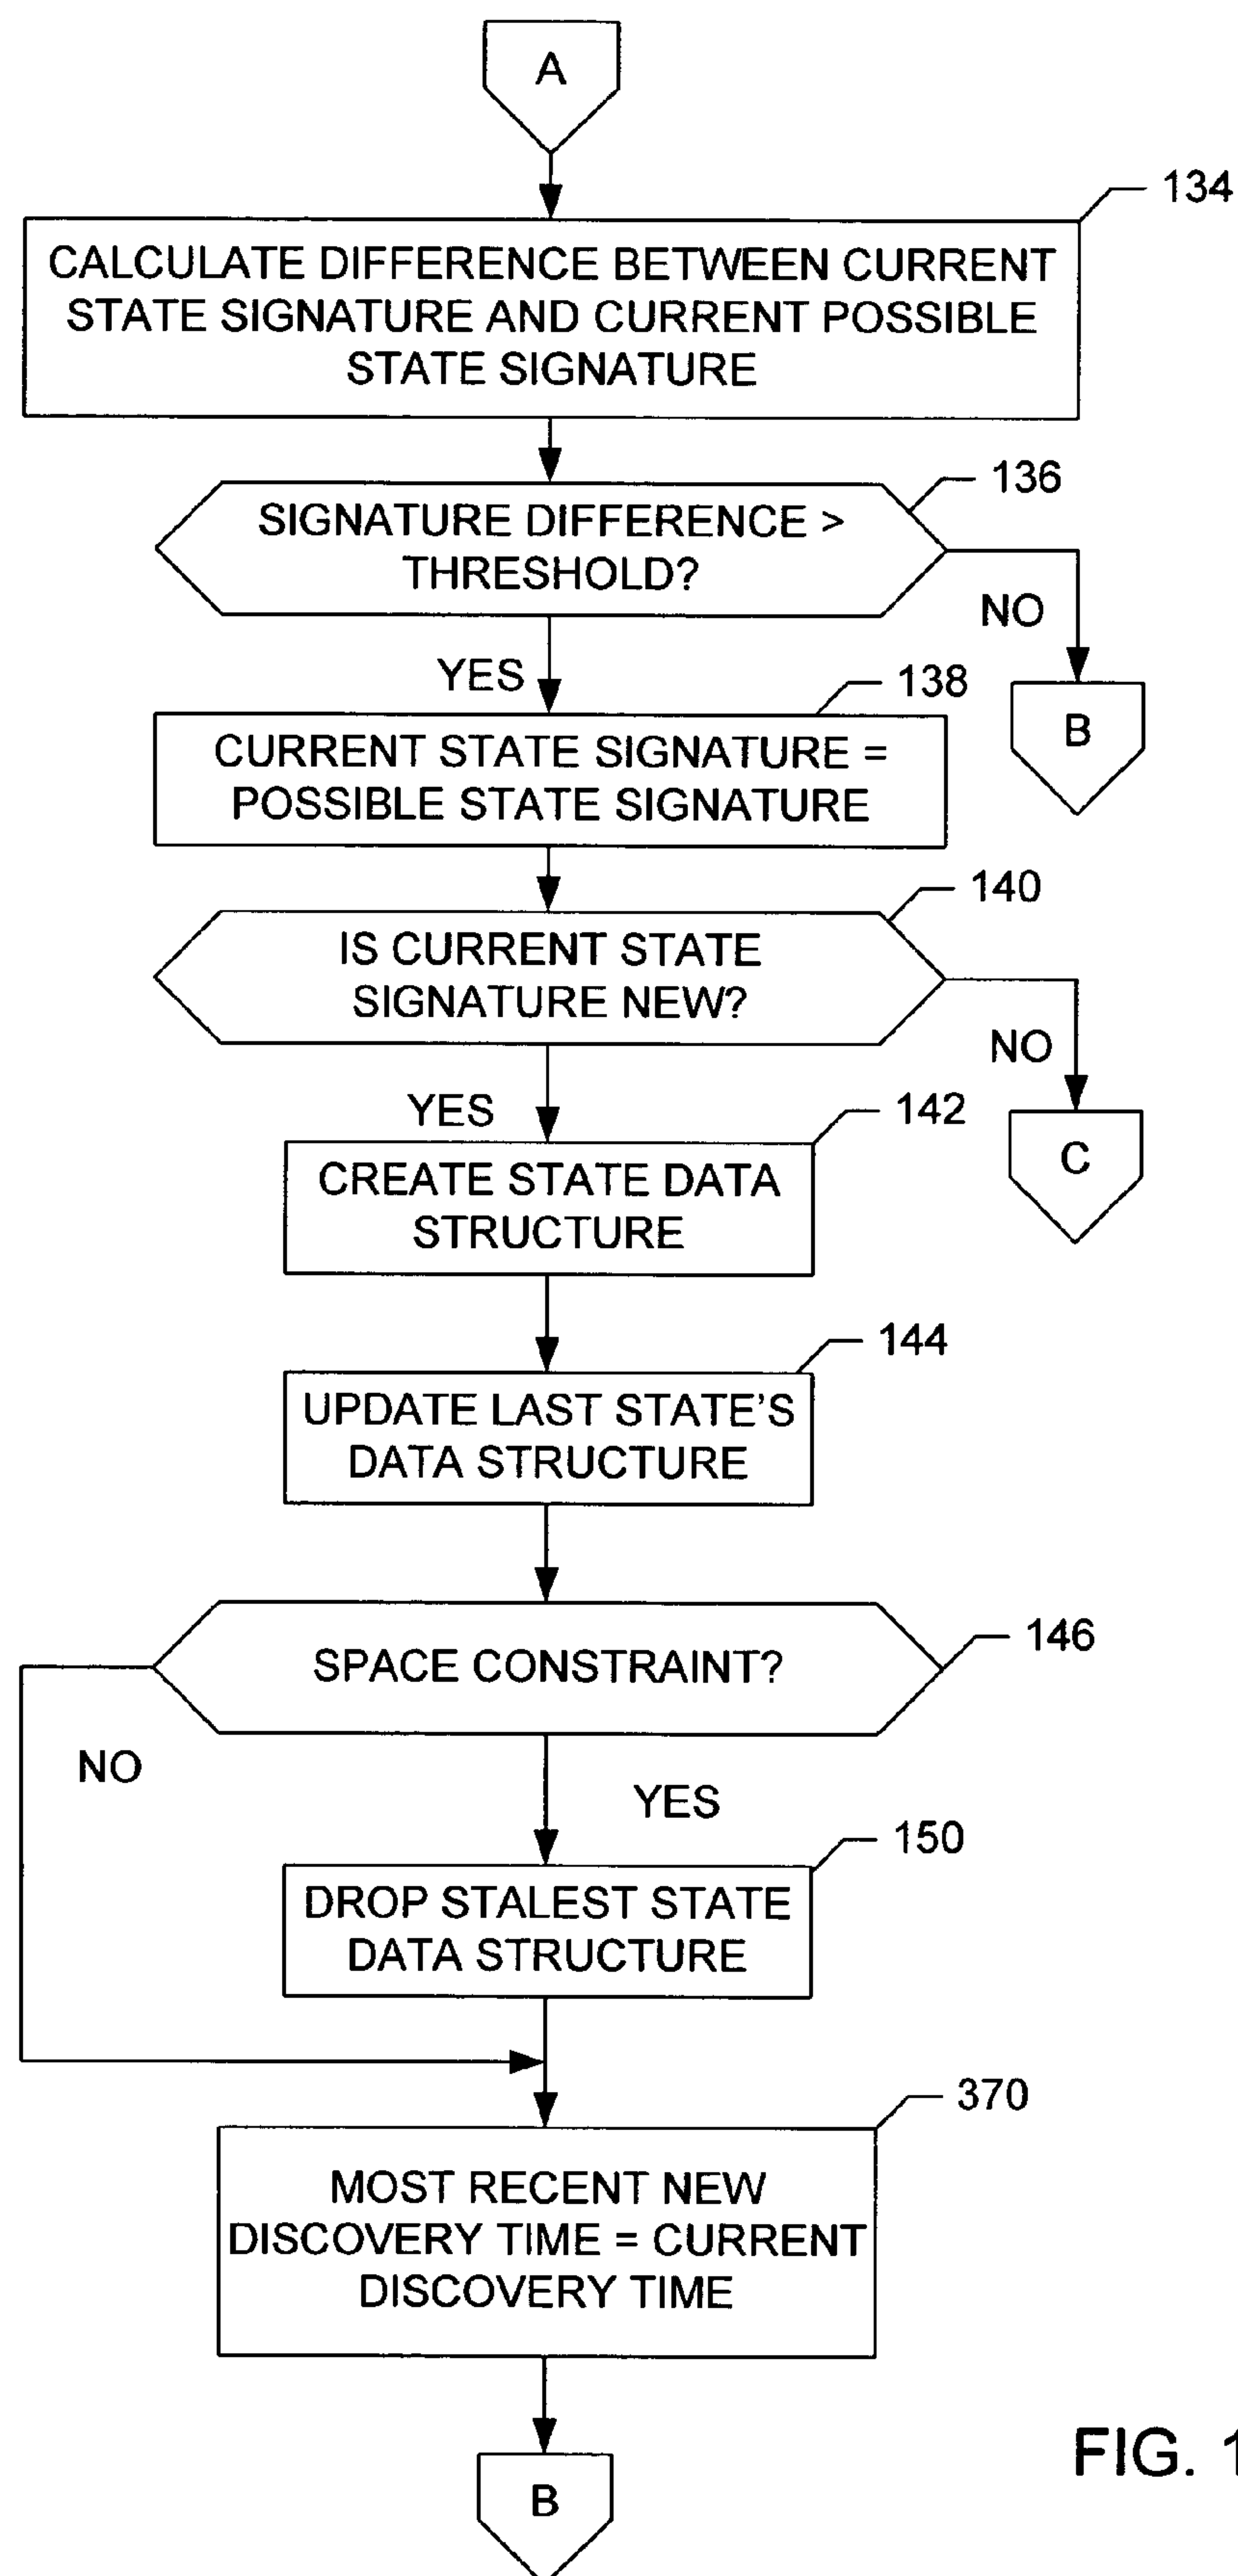 A
134
CALCULATE DIFFERENCE BETWEEN CURRENT
STATE SIGNATURE AND CURRENT POSSIBLE
STATE SIGNATURE
136
SIGNATURE DIFFERENCE >
THRESHOLD?
NO
YES
B
138
CURRENT STATE SIGNATURE =
POSSIBLE STATE SIGNATURE
140
IS CURRENT STATE
SIGNATURE NEW?
NO
YES
C
142
CREATE STATE DATA
STRUCTURE
144
UPDATE LAST STATE’S
DATA STRUCTURE
146
SPACE CONSTRAINT?
NO
YES
150
DROP STALEST STATE
DATA STRUCTURE
370
MOST RECENT NEW
DISCOVERY TIME = CURRENT
DISCOVERY TIME
FIG. 1
B